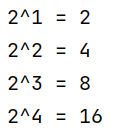 2^1 = 2
2^2 = 4
2^3 = 8
2^4 = 16